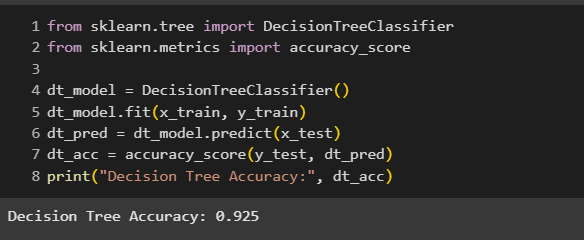 1 from sklearn.tree import DecisionTreeClassifier
2 from sklearn.metrics import accuracy_score
3
4 dt_model = DecisionTreeClassifier()
5 dt_model.fit(x_train, y_train)
6 dt_pred = dt_model.predict(x_test)
7 dt_acc = accuracy_score(y_test, dt_pred)
8 print("Decision Tree Accuracy:", dt_acc)
Decision Tree Accuracy: 0.925